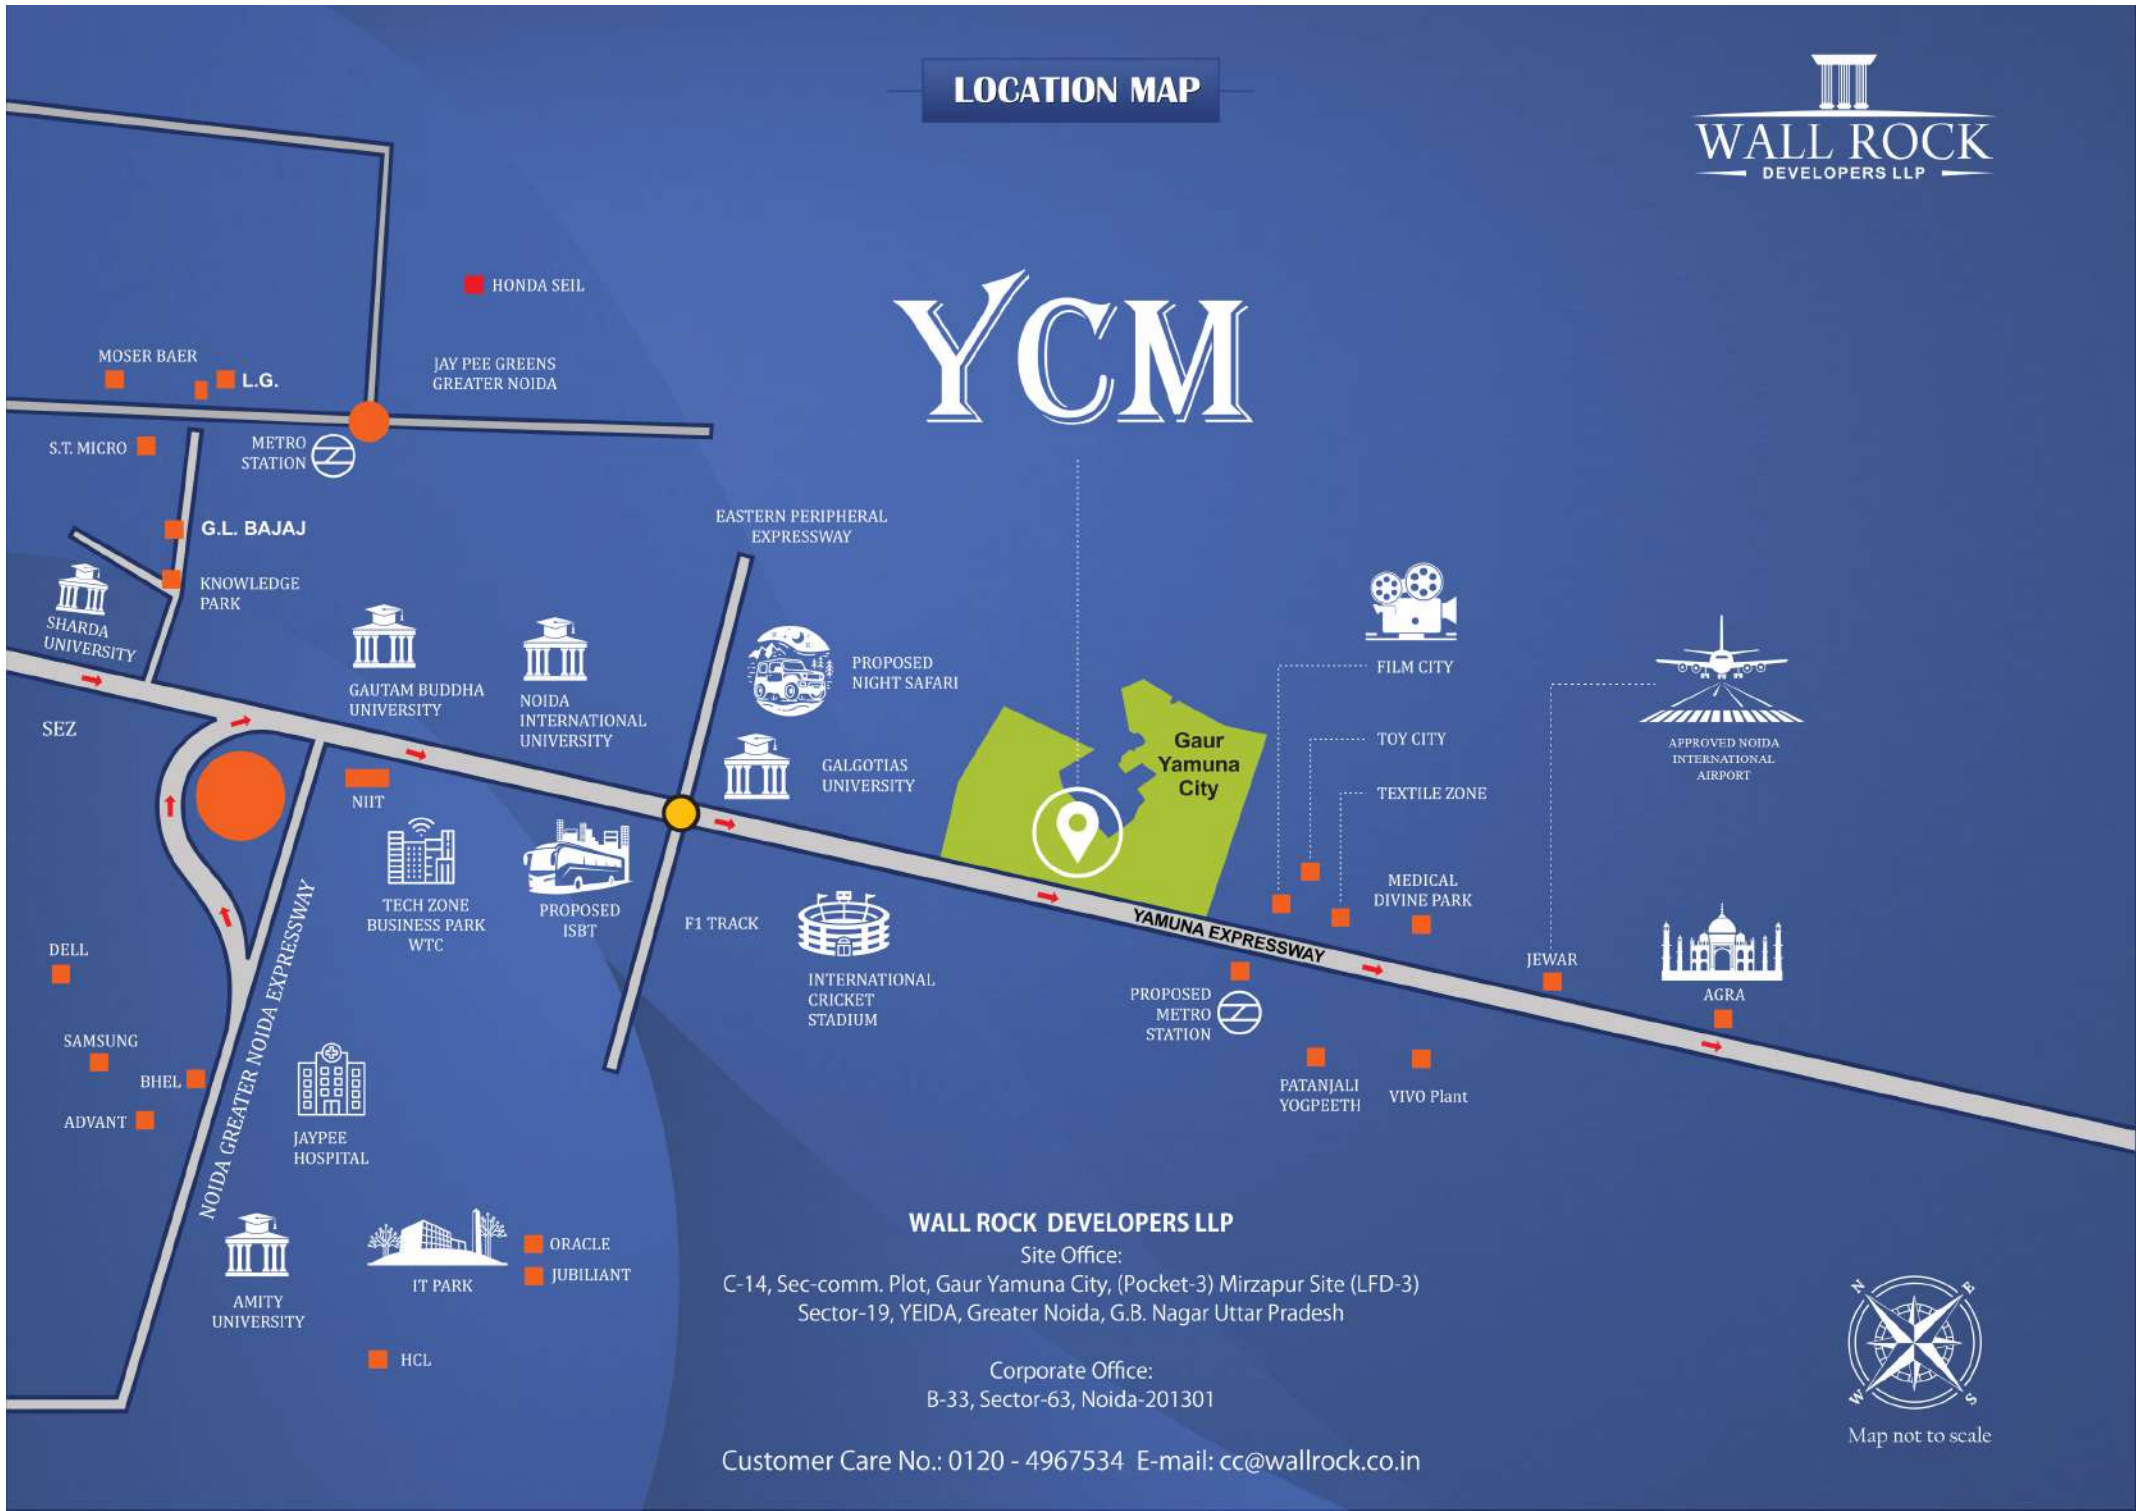 LOCATION MAP
WALL ROCK
DEVELOPERS LLP
YCM
HONDA SEIL
MOSER BAER
L.G.
JAY PEE GREENS
GREATER NOIDA
S.T. MICRO
METRO
STATION
G.L. BAJAJ
KNOWLEDGE
PARK
SHARDA
UNIVERSITY
EASTERN PERIPHERAL
EXPRESSWAY
GAUTAM BUDDHA
UNIVERSITY
NOIDA
INTERNATIONAL
UNIVERSITY
PROPOSED
NIGHT SAFARI
GALGOTIAS
UNIVERSITY
SEZ
NIIT
TECH ZONE
BUSINESS PARK
WTC
PROPOSED
ISBT
F1 TRACK
INTERNATIONAL
CRICKET
STADIUM
Gaur
Yamuna
City
FILM CITY
TOY CITY
TEXTILE ZONE
MEDICAL
DIVINE PARK
APPROVED NOIDA
INTERNATIONAL
AIRPORT
YAMUNA EXPRESSWAY
JEWAR
AGRA
PROPOSED
METRO
STATION
PATANJALI
YOGPEETH
VIVO Plant
DELL
SAMSUNG
BHEL
ADVANT
NOIDA GREATER NOIDA EXPRESSWAY
JAYPEE
HOSPITAL
AMITY
UNIVERSITY
IT PARK
ORACLE
JUBILIANT
HCL
WALL ROCK DEVELOPERS LLP
Site Office:
C-14, Sec-comm. Plot, Gaur Yamuna City, (Pocket-3) Mirzapur Site (LFD-3)
Sector-19, YEIDA, Greater Noida, G.B. Nagar Uttar Pradesh
Corporate Office:
B-33, Sector-63, Noida-201301
Customer Care No.: 0120 - 4967534 E-mail: cc@wallrock.co.in
N
E
W
S
Map not to scale